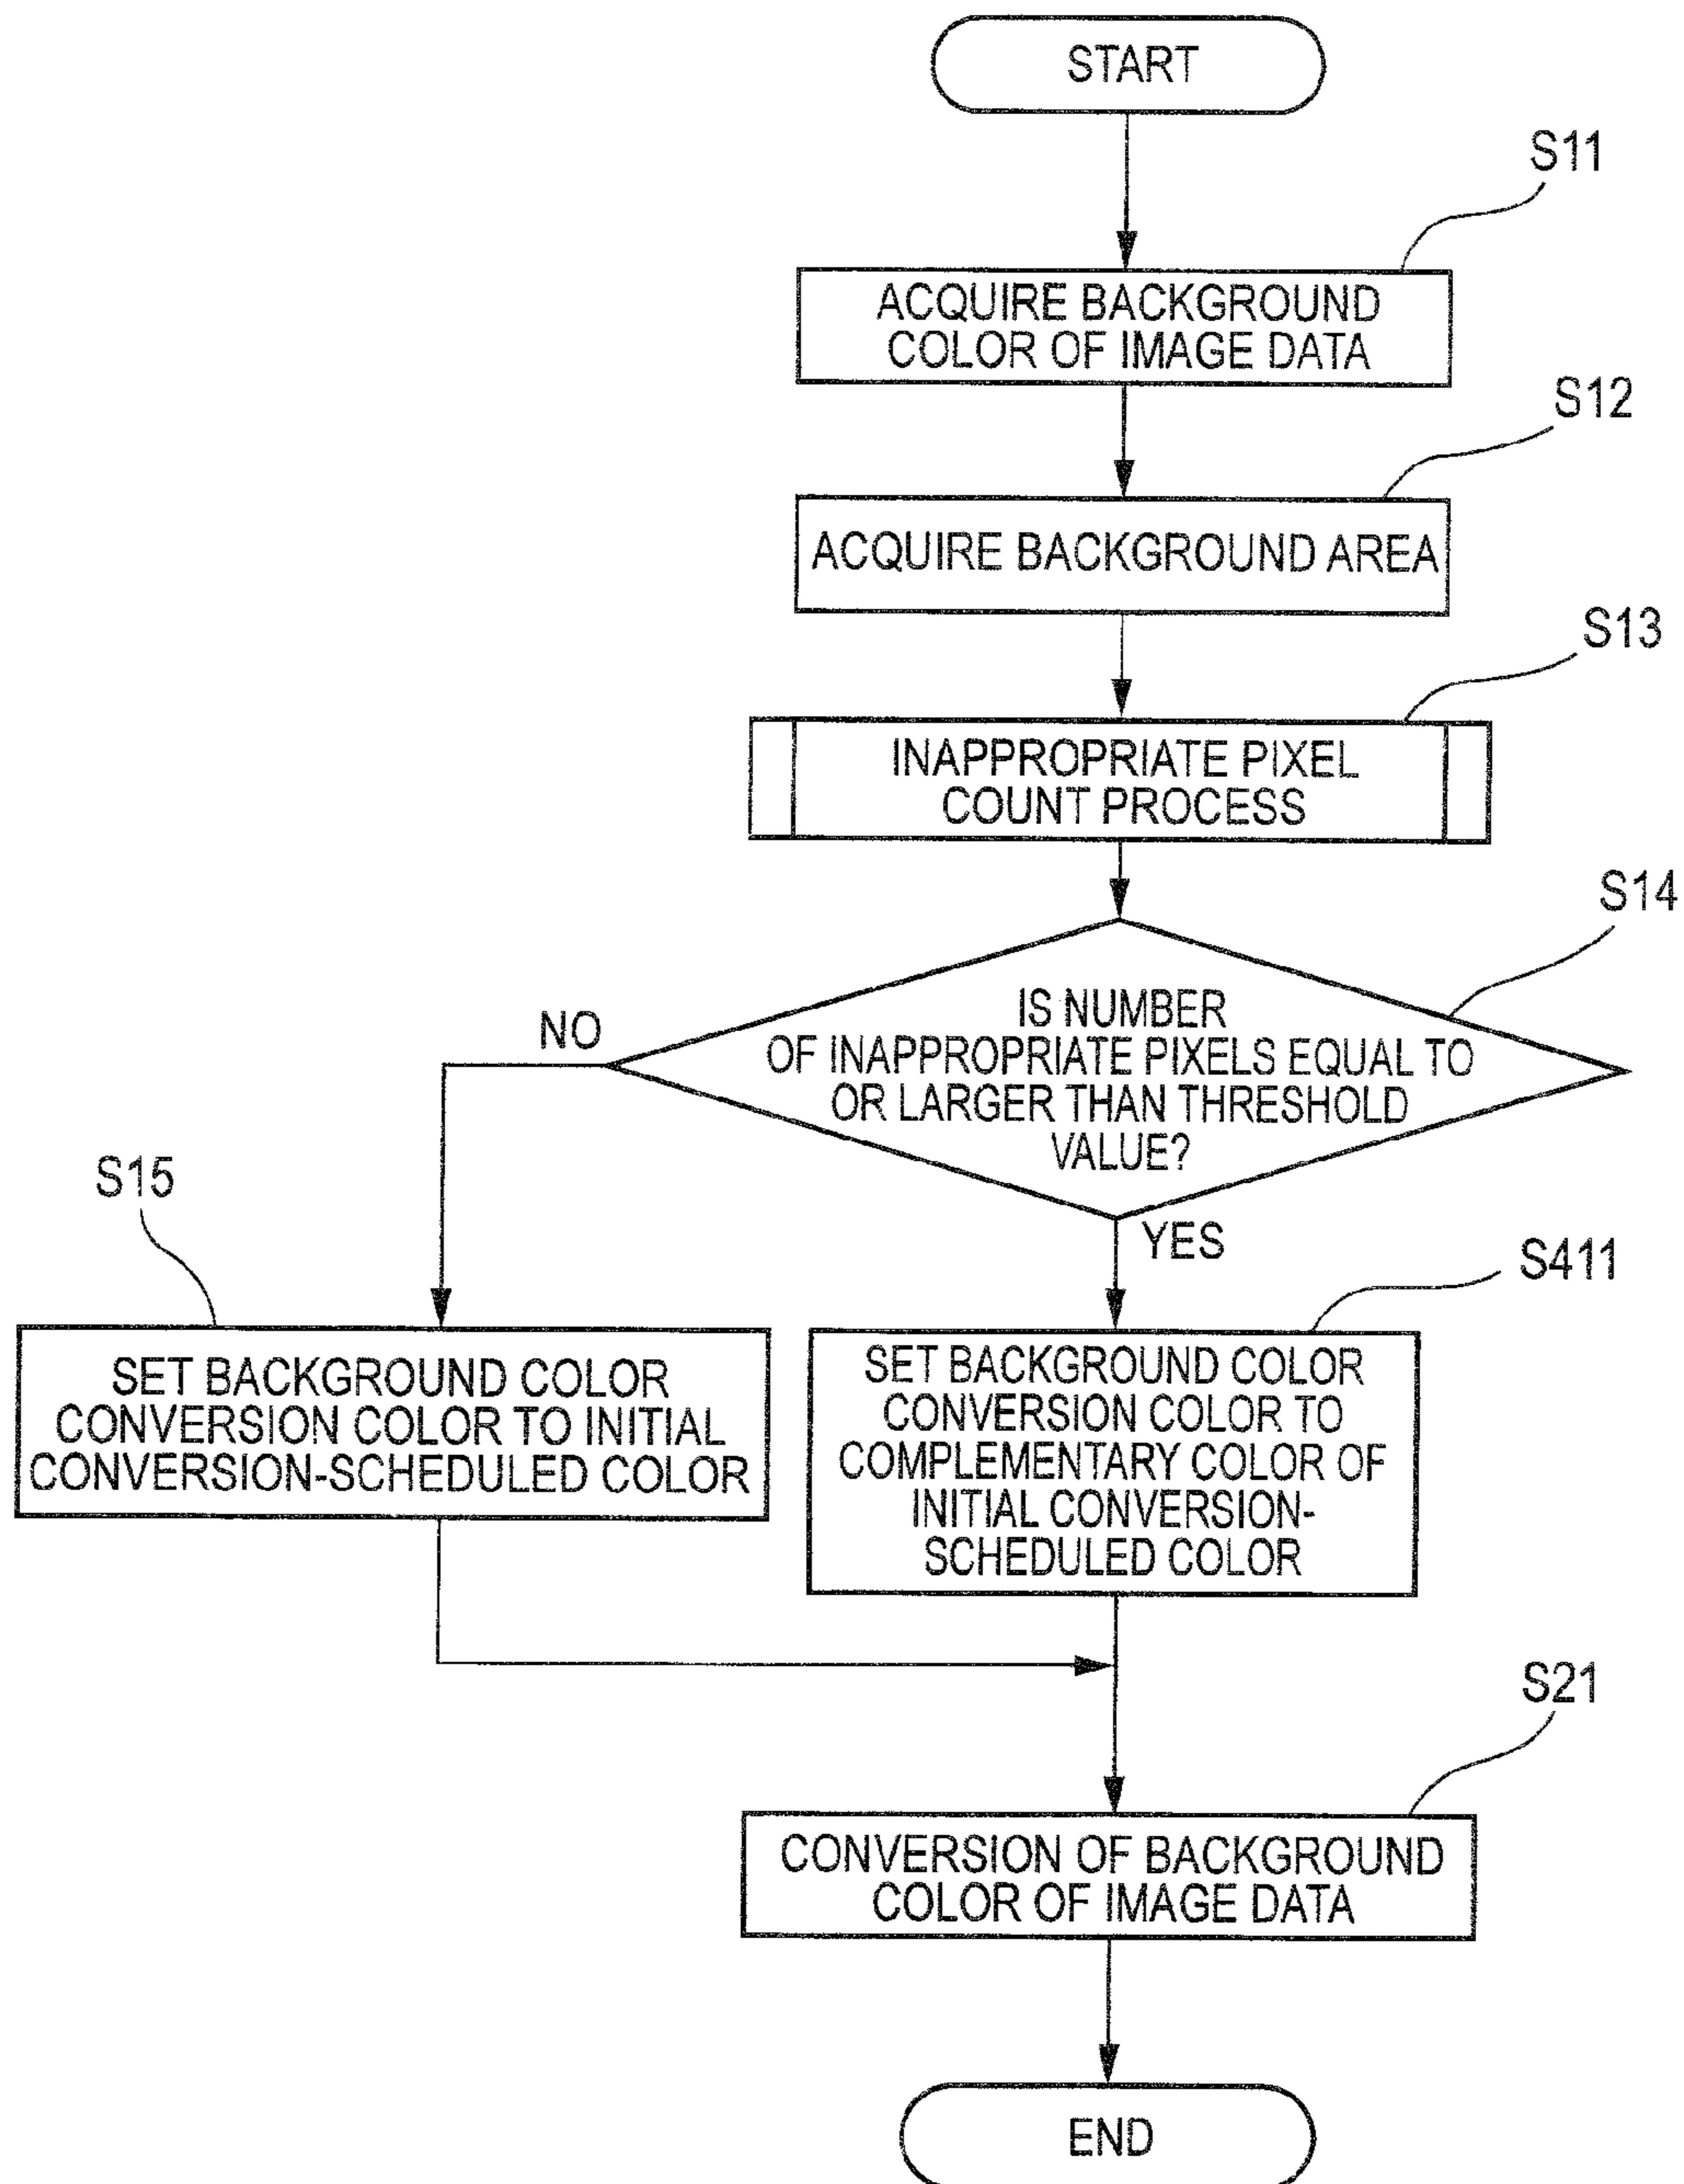 START
S11
ACQUIRE BACKGROUND
COLOR OF IMAGE DATA
S12
ACQUIRE BACKGROUND AREA
S13
INAPPROPRIATE PIXEL
COUNT PROCESS
S14
IS NUMBER
OF INAPPROPRIATE PIXELS EQUAL TO
OR LARGER THAN THRESHOLD
VALUE?
NO
YES
S15
SET BACKGROUND COLOR
CONVERSION COLOR TO INITIAL
CONVERSION-SCHEDULED COLOR
S411
SET BACKGROUND COLOR
CONVERSION COLOR TO
COMPLEMENTARY COLOR OF
INITIAL CONVERSION-
SCHEDULED COLOR
S21
CONVERSION OF BACKGROUND
COLOR OF IMAGE DATA
END